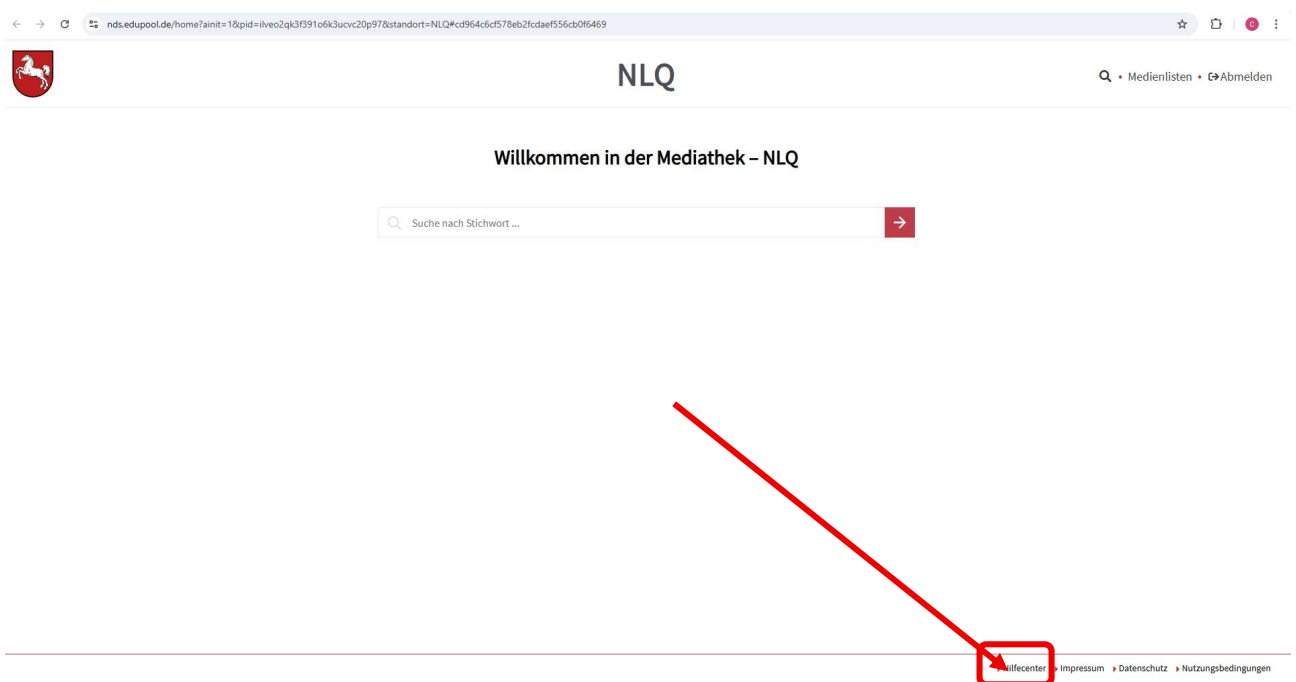 nds.edupool.de/home?ainit=1&pid=ilveo2qk3f391o6k3ucvc20p97&standort=NLQ#cd964c6cf578eb2fcdaef556cb0f6469
C
NLQ
• Medienlisten • Abmelden
Willkommen in der Mediathek – NLQ
Suche nach Stichwort ...
Hilfecenter Impressum Datenschutz Nutzungsbedingungen